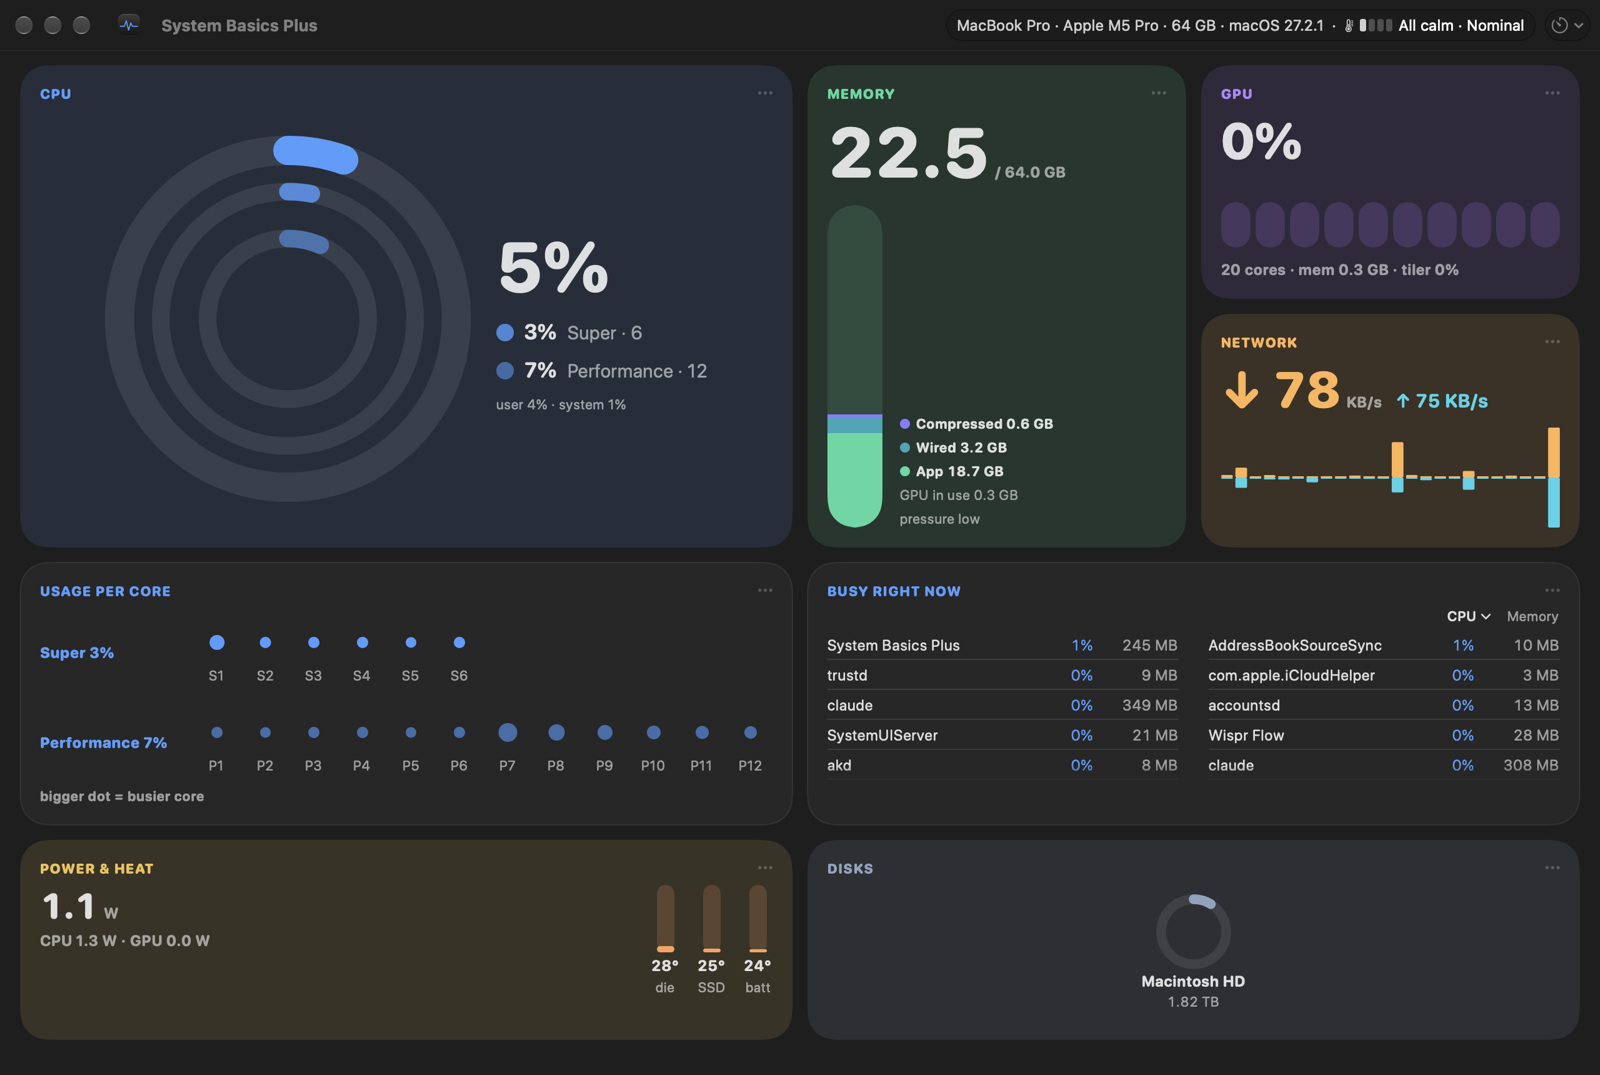 System Basics Plus
MacBook Pro · Apple M5 Pro · 64 GB · macOS 27.2.1 · All calm · Nominal
CPU
5%
3% Super · 6
7% Performance · 12
user 4% · system 1%
MEMORY
22.5 / 64.0 GB
Compressed 0.6 GB
Wired 3.2 GB
App 18.7 GB
GPU in use 0.3 GB
pressure low
GPU
0%
20 cores · mem 0.3 GB · tiler 0%
NETWORK
↓ 78 KB/s ↑ 75 KB/s
USAGE PER CORE
Super 3%
S1 S2 S3 S4 S5 S6
Performance 7%
P1 P2 P3 P4 P5 P6 P7 P8 P9 P10 P11 P12
bigger dot = busier core
BUSY RIGHT NOW
CPU Memory
System Basics Plus 1% 245 MB
trustd 0% 9 MB
claude 0% 349 MB
SystemUIServer 0% 21 MB
akd 0% 8 MB
AddressBookSourceSync 1% 10 MB
com.apple.iCloudHelper 0% 3 MB
accountsd 0% 13 MB
Wispr Flow 0% 28 MB
claude 0% 308 MB
POWER & HEAT
1.1 W
CPU 1.3 W · GPU 0.0 W
28° 25° 24°
die SSD batt
DISKS
Macintosh HD
1.82 TB